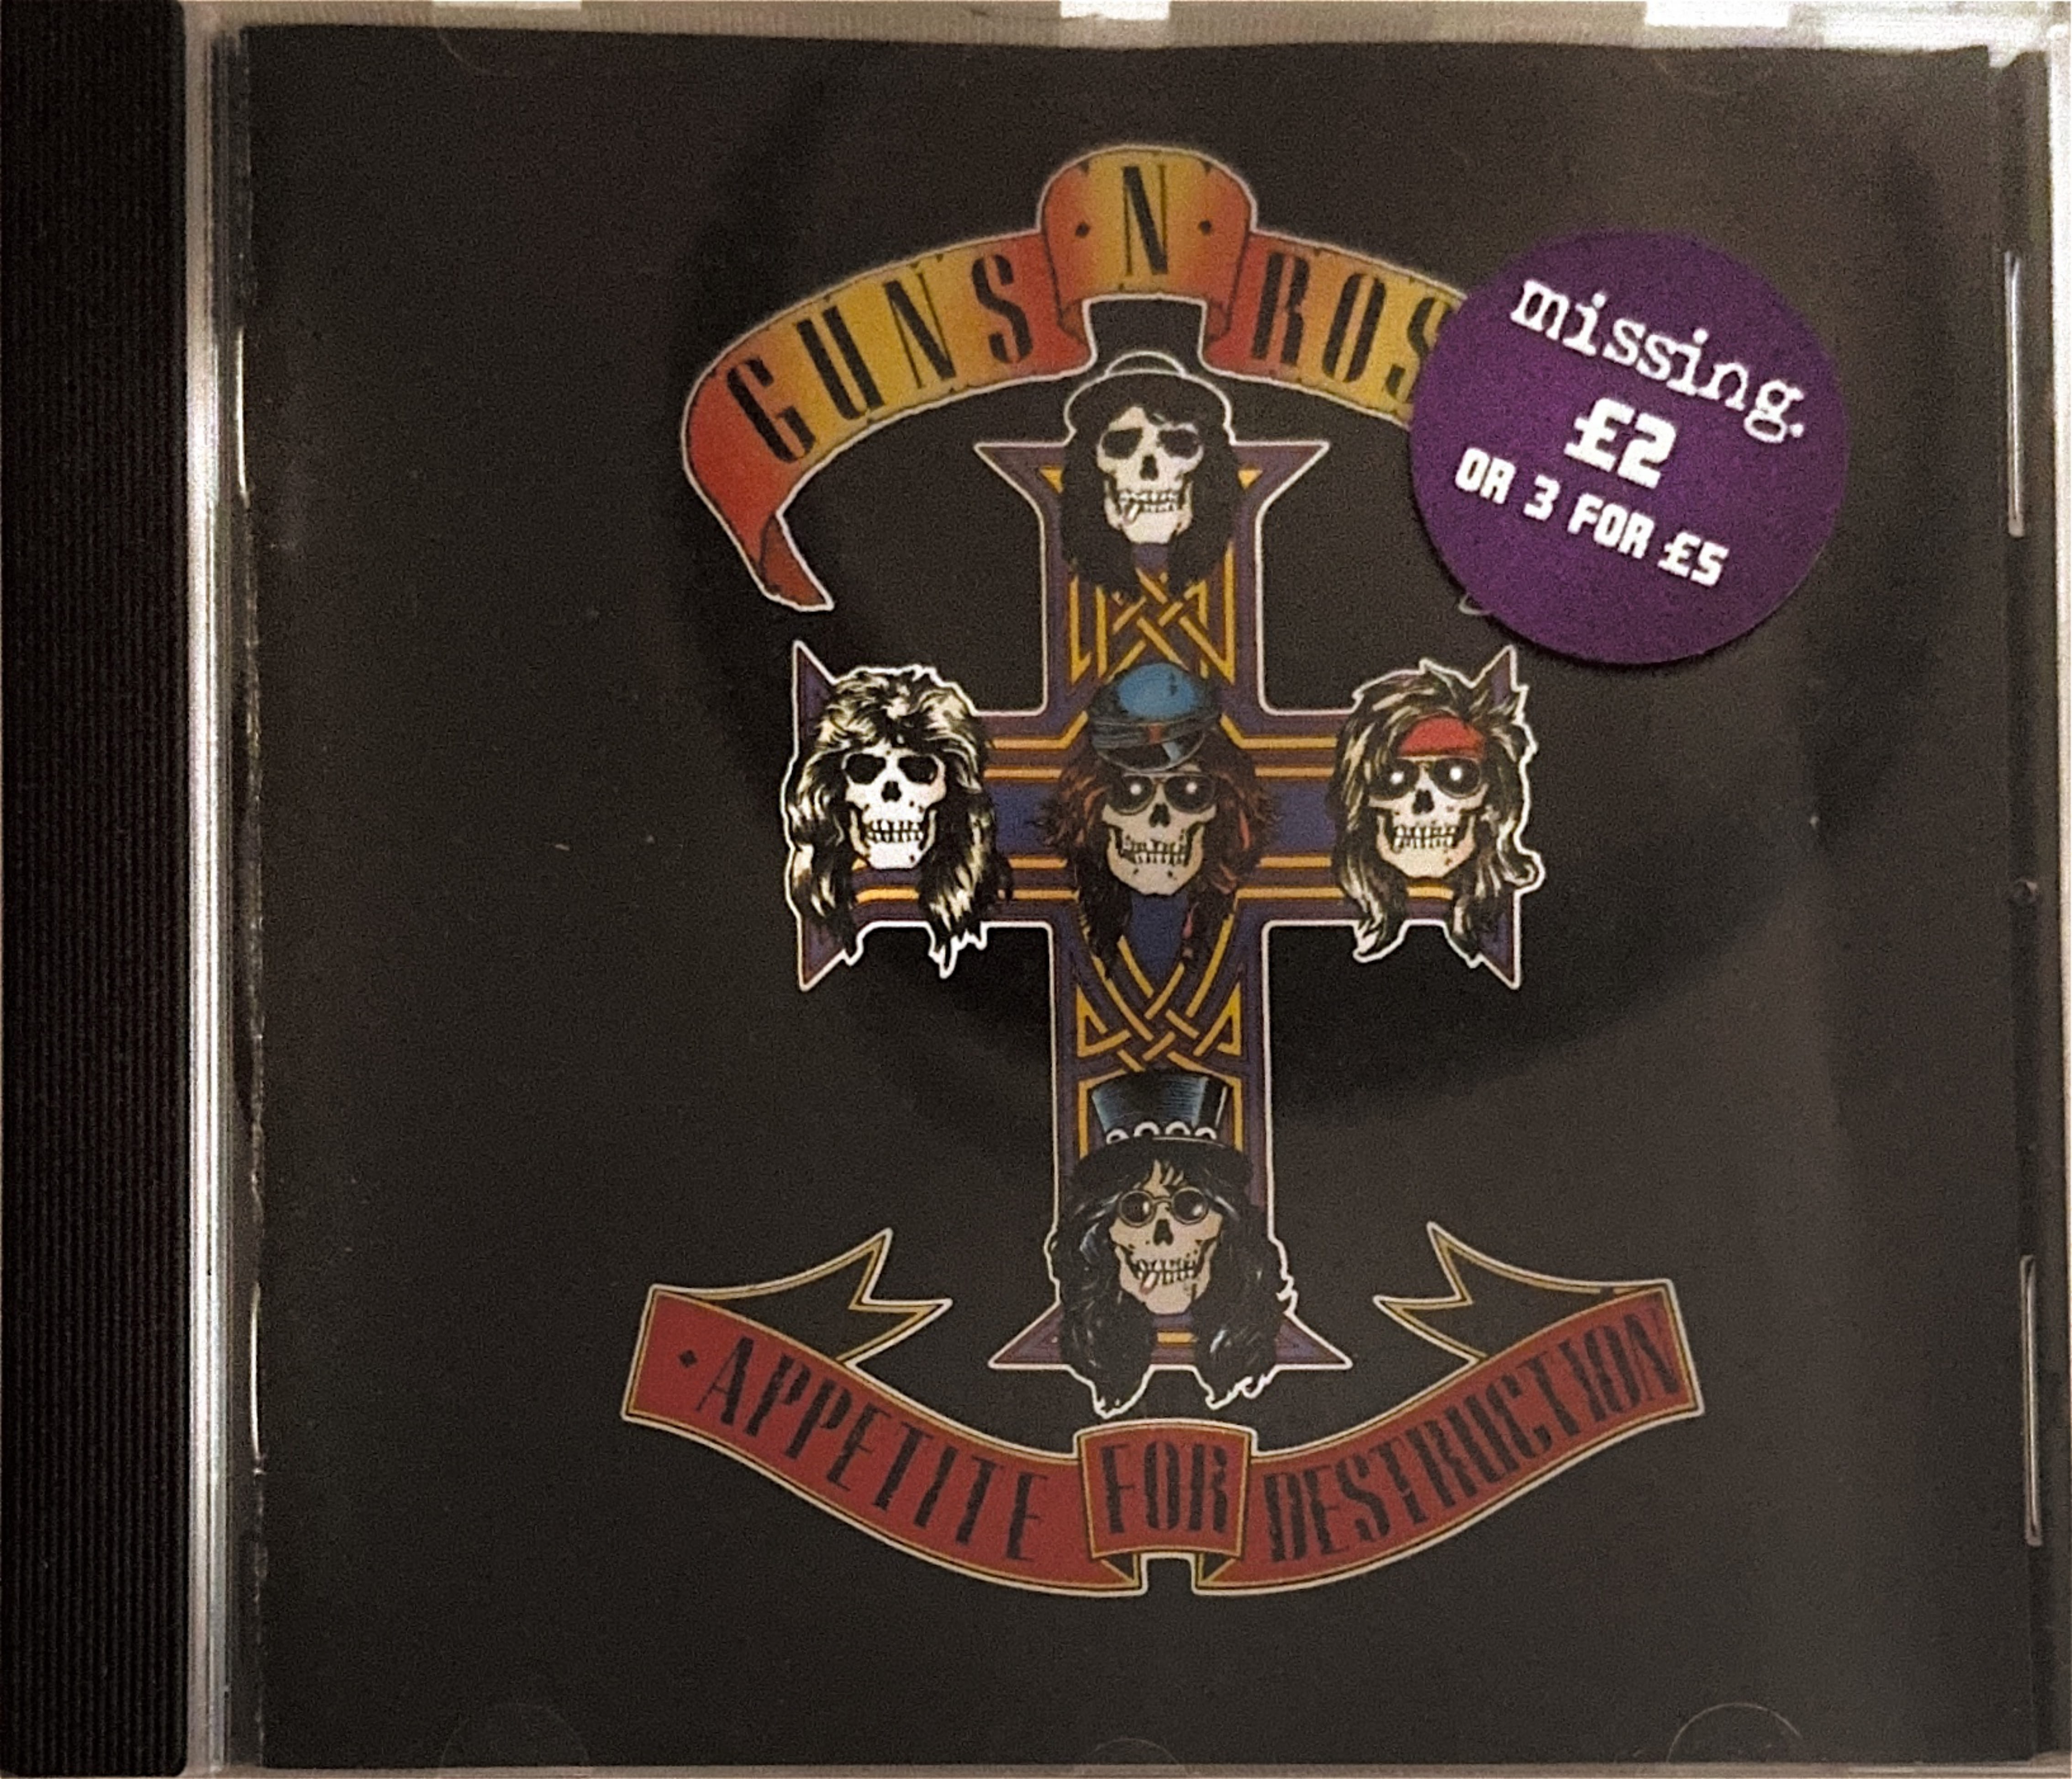 GUNS · N · ROS
missing.
£2
OR 3 FOR £5
· APPETITE FOR DESTRUCTION